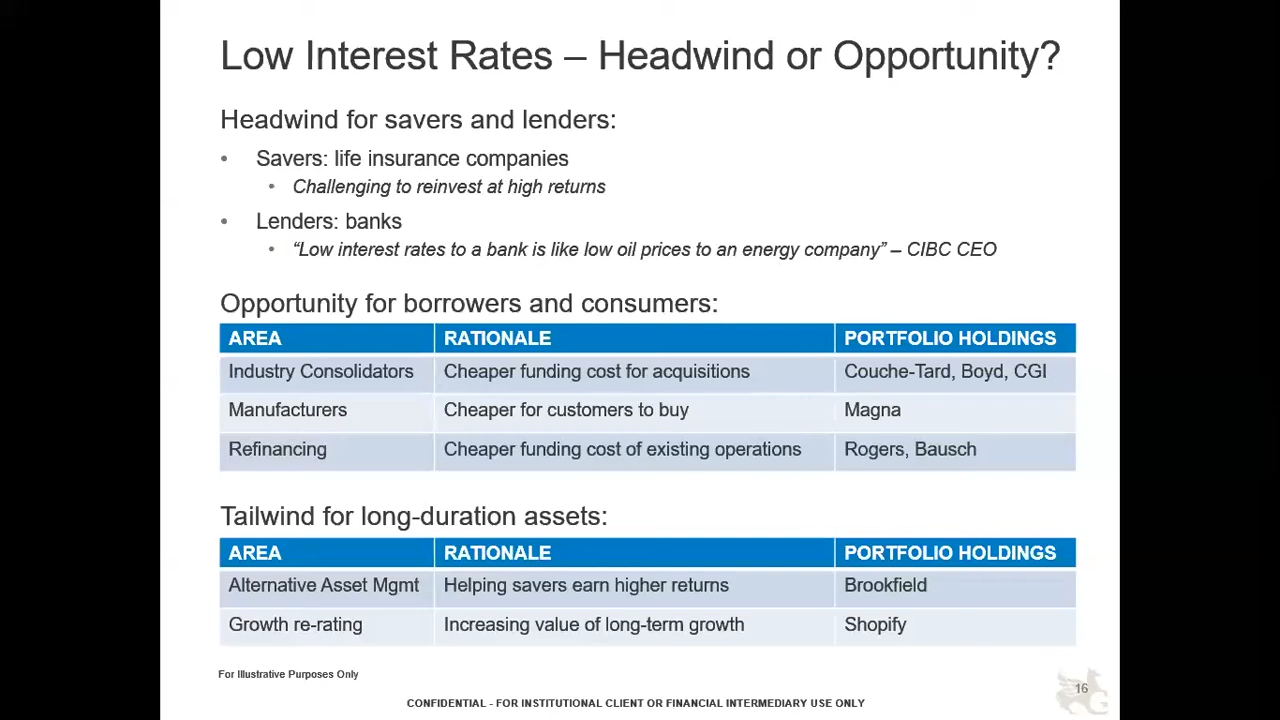 Low Interest Rates – Headwind or Opportunity?
Headwind for savers and lenders:
• Savers: life insurance companies
• Challenging to reinvest at high returns
• Lenders: banks
• “Low interest rates to a bank is like low oil prices to an energy company” – CIBC CEO
Opportunity for borrowers and consumers:
AREA RATIONALE PORTFOLIO HOLDINGS
Industry Consolidators Cheaper funding cost for acquisitions Couche-Tard, Boyd, CGI
Manufacturers Cheaper for customers to buy Magna
Refinancing Cheaper funding cost of existing operations Rogers, Bausch
Tailwind for long-duration assets:
AREA RATIONALE PORTFOLIO HOLDINGS
Alternative Asset Mgmt Helping savers earn higher returns Brookfield
Growth re-rating Increasing value of long-term growth Shopify
For Illustrative Purposes Only
16
CONFIDENTIAL - FOR INSTITUTIONAL CLIENT OR FINANCIAL INTERMEDIARY USE ONLY